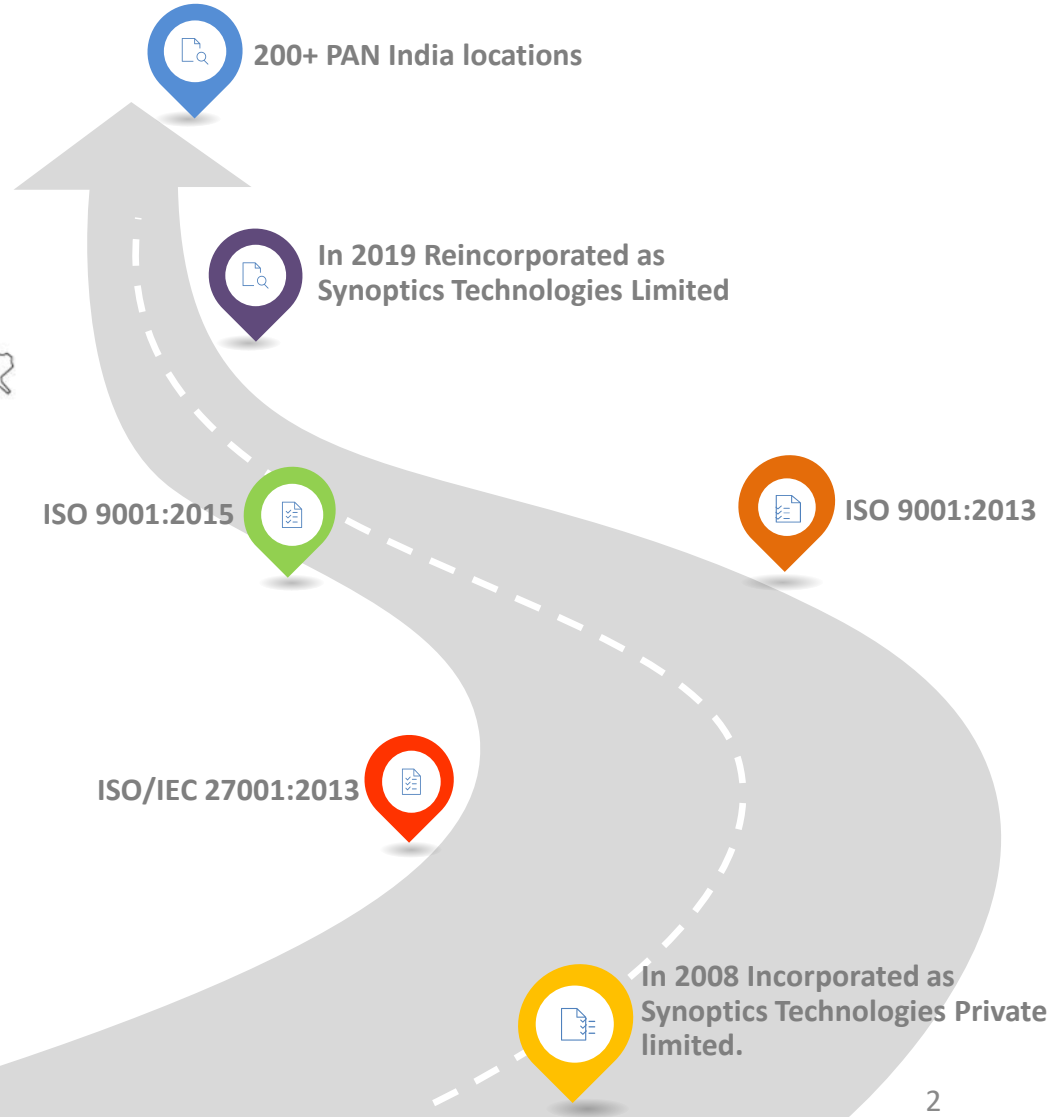 200+ PAN India locations
In 2019 Reincorporated as
Synoptics Technologies Limited
ISO 9001:2015
ISO 9001:2013
ISO/IEC 27001:2013
In 2008 Incorporated as
Synoptics Technologies Private
limited.
2